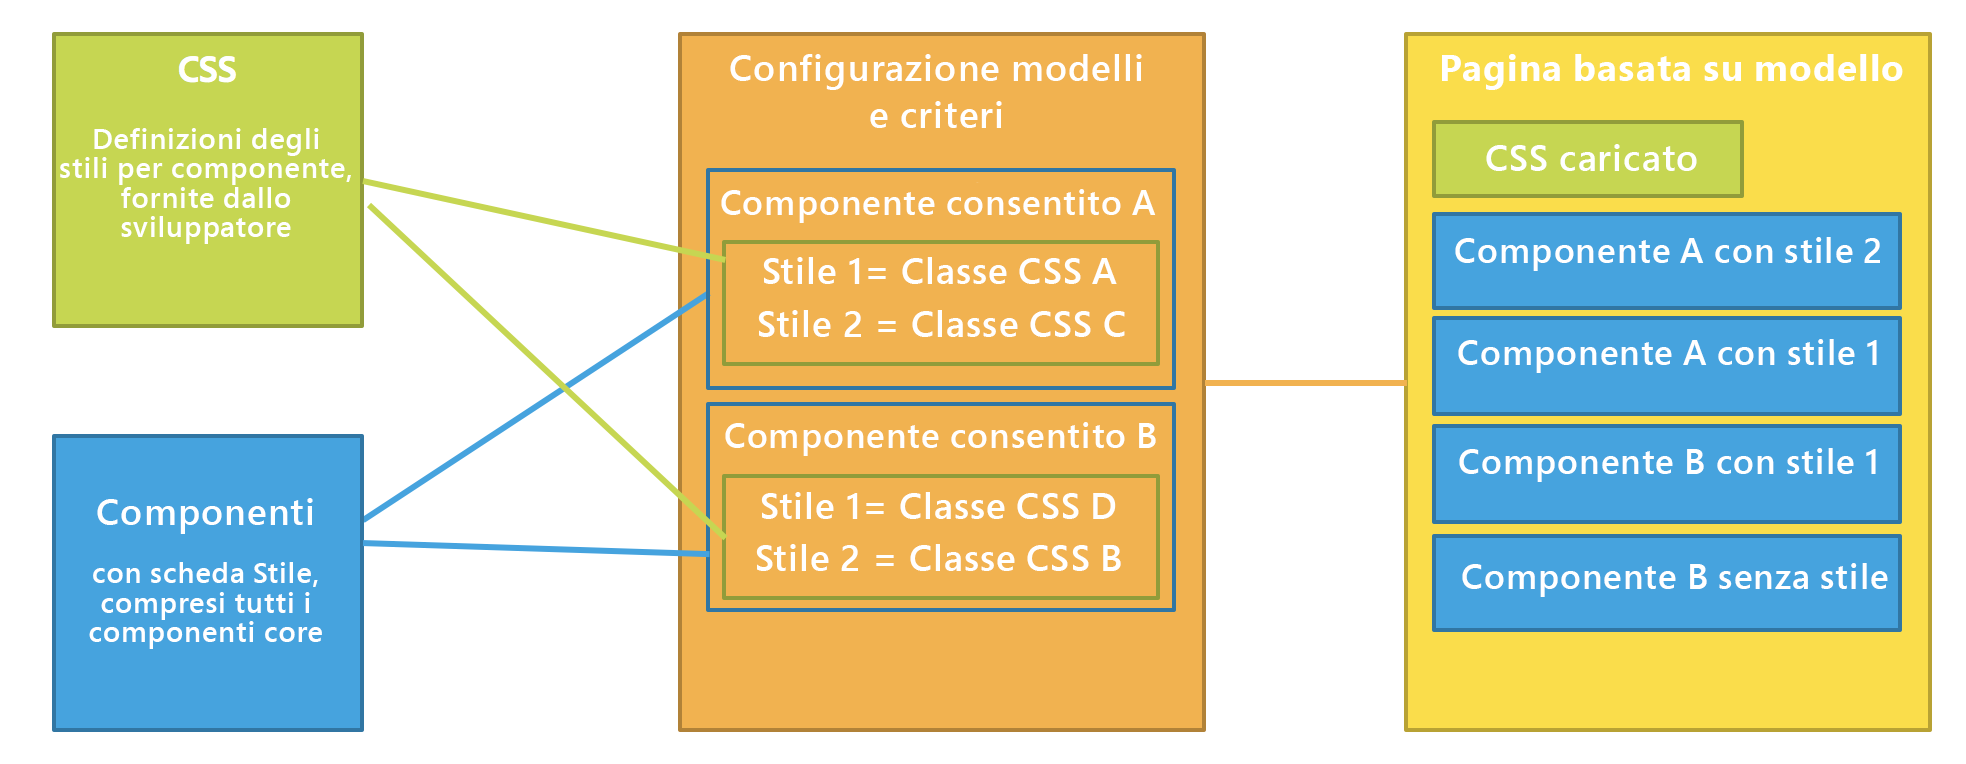 CSS
Definizioni degli
stili per componente,
fornite dallo
sviluppatore
Componenti
con scheda Stile,
compresi tutti i
componenti core
Configurazione modelli
e criteri
Componente consentito A
Stile 1= Classe CSS A
Stile 2 = Classe CSS C
Componente consentito B
Stile 1= Classe CSS D
Stile 2 = Classe CSS B
Pagina basata su modello
CSS caricato
Componente A con stile 2
Componente A con stile 1
Componente B con stile 1
Componente B senza stile